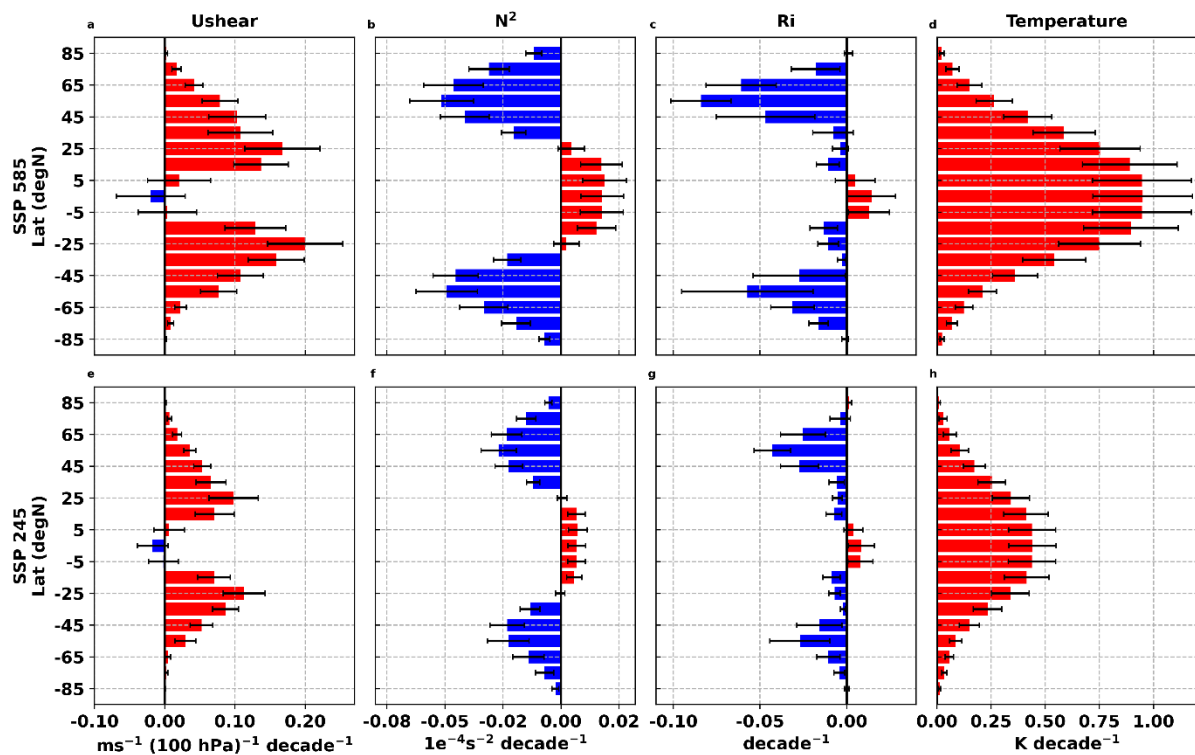 a Ushear b N² c Ri d Temperature
SSP 585
Lat (degN)
85
65
45
25
5
-5
-25
-45
-65
-85
e f g h
SSP 245
Lat (degN)
85
65
45
25
5
-5
-25
-45
-65
-85
-0.10 0.00 0.10 0.20
ms⁻¹ (100 hPa)⁻¹ decade⁻¹
-0.08 -0.05 -0.02 0.00 0.02
1e⁻⁴s⁻² decade⁻¹
-0.10 -0.05 0.00
decade⁻¹
0.00 0.25 0.50 0.75 1.00
K decade⁻¹